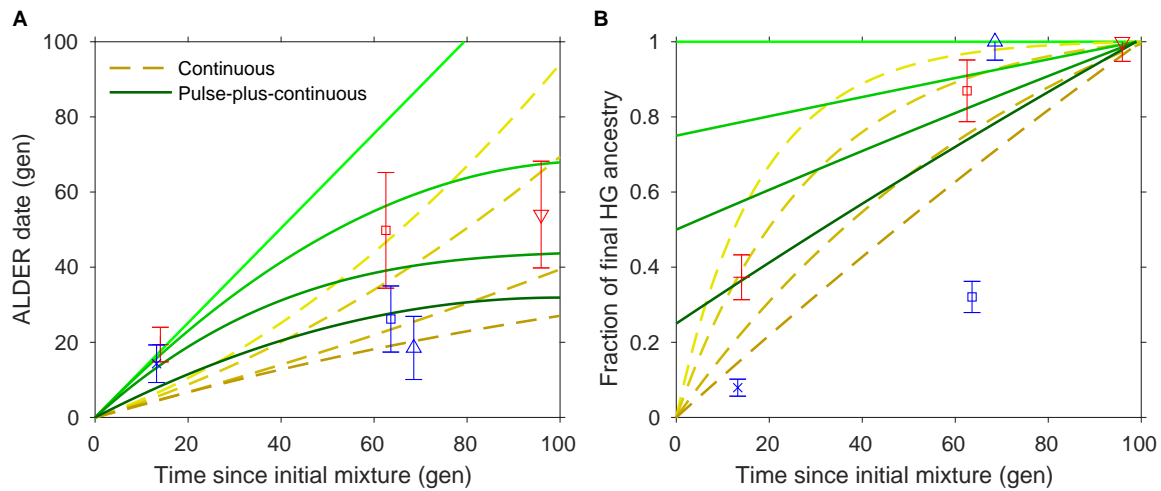 A
100
80
60
40
20
0
ALDER date (gen)
Continuous
Pulse-plus-continuous
0 20 40 60 80 100
Time since initial mixture (gen)
B
1
0.8
0.6
0.4
0.2
0
Fraction of final HG ancestry
0 20 40 60 80 100
Time since initial mixture (gen)